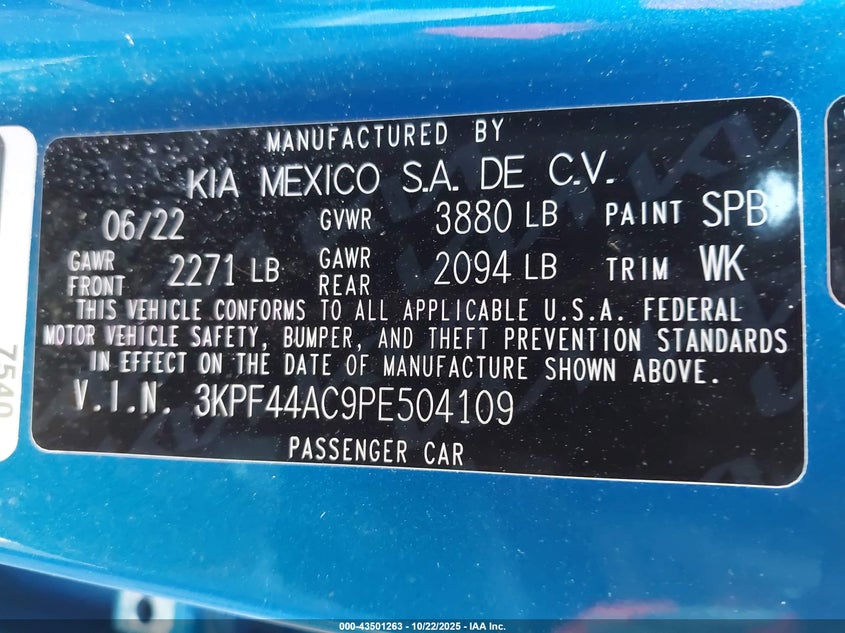 MANUFACTURED BY
KIA MEXICO S.A. DE C.V.
06/22 GVWR 3880 LB PAINT SPB
GAWR FRONT 2271 LB GAWR REAR 2094 LB TRIM WK
THIS VEHICLE CONFORMS TO ALL APPLICABLE U.S.A. FEDERAL
MOTOR VEHICLE SAFETY, BUMPER, AND THEFT PREVENTION STANDARDS
IN EFFECT ON THE DATE OF MANUFACTURE SHOWN ABOVE.
V.I.N. 3KPF44AC9PE504109
PASSENGER CAR
7540
000-43501263 - 10/22/2025 - IAA Inc.